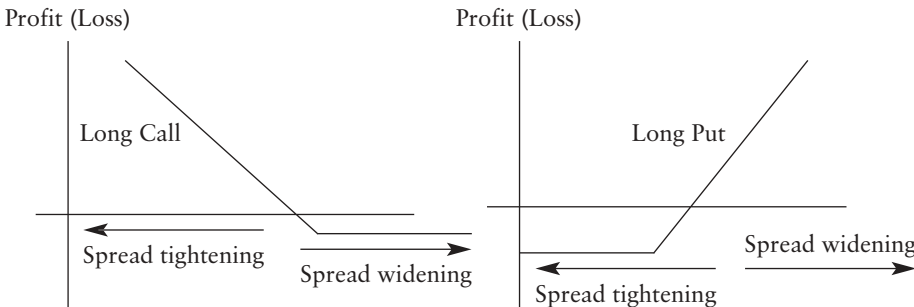 Profit (Loss)
Long Call
Spread tightening
Spread widening
Profit (Loss)
Long Put
Spread widening
Spread tightening